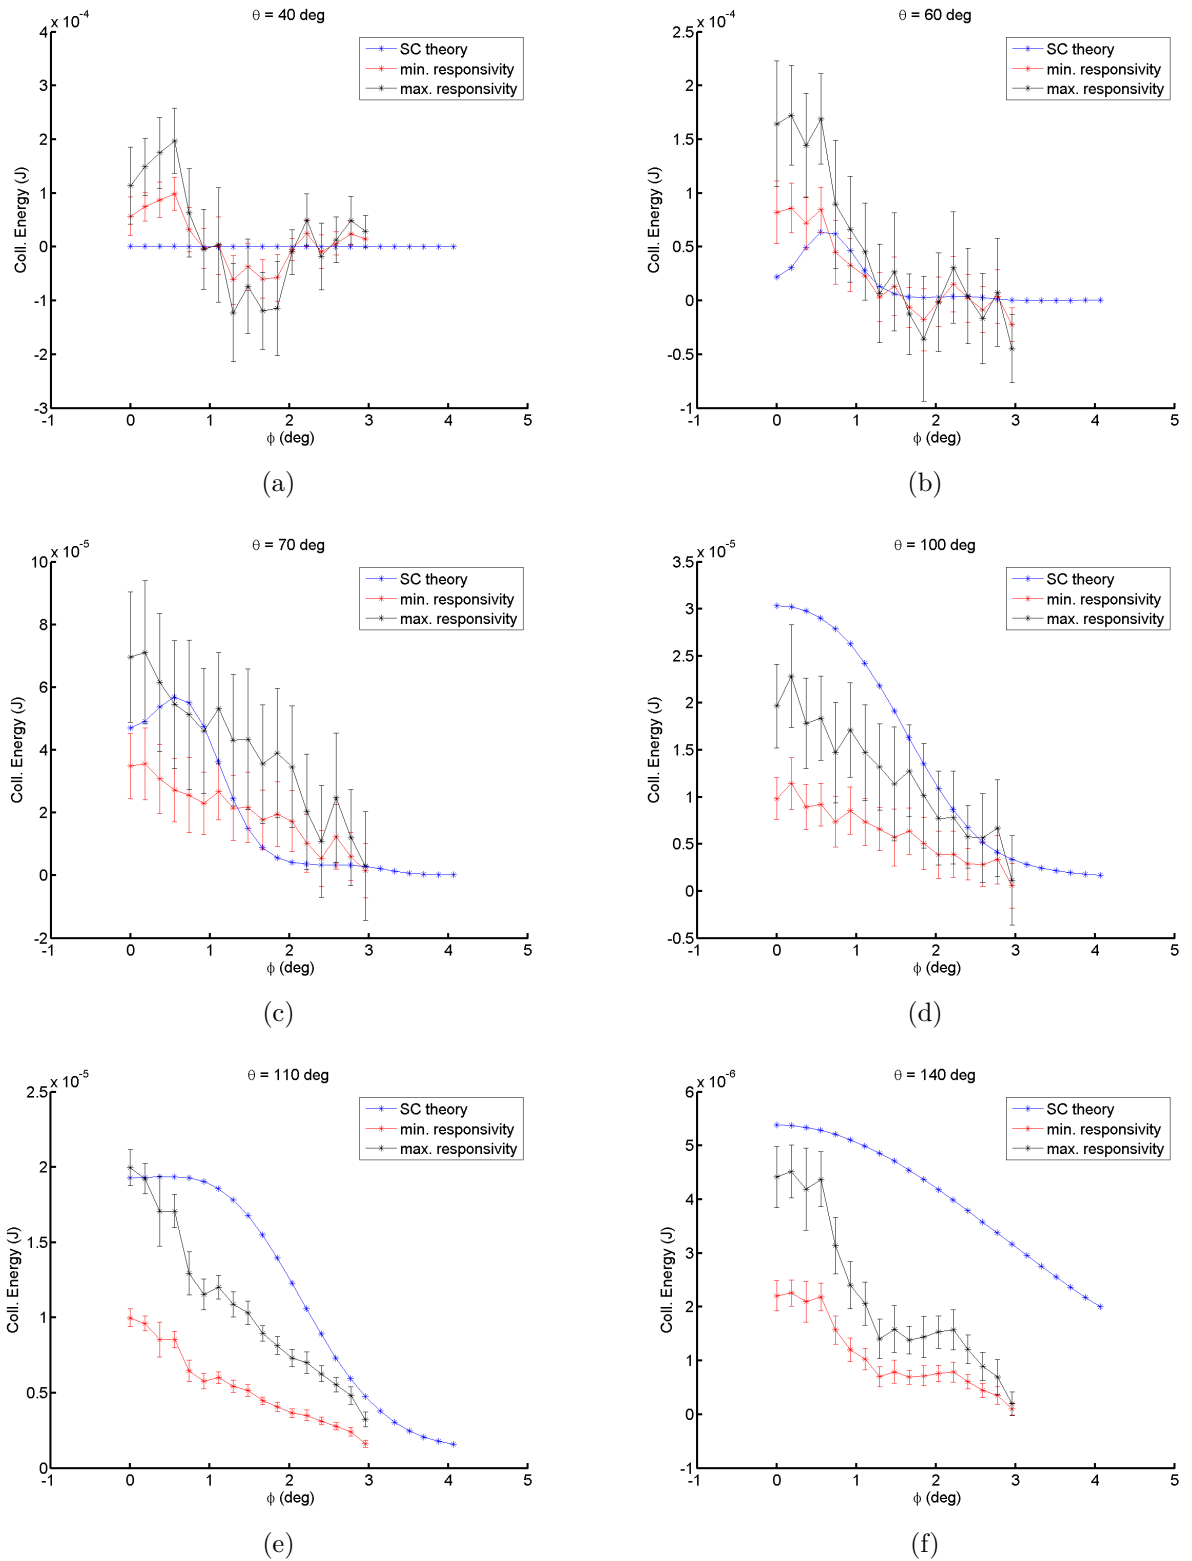 θ = 40 deg
x 10-4
4
3
2
1
0
-1
-2
-3
-1 0 1 2 3 4 5
Coll. Energy (J)
ϕ (deg)
SC theory
min. responsivity
max. responsivity
(a)
θ = 60 deg
x 10-4
2.5
2
1.5
1
0.5
0
-0.5
-1
-1 0 1 2 3 4 5
Coll. Energy (J)
ϕ (deg)
SC theory
min. responsivity
max. responsivity
(b)
θ = 70 deg
x 10-5
10
8
6
4
2
0
-2
-1 0 1 2 3 4 5
Coll. Energy (J)
ϕ (deg)
SC theory
min. responsivity
max. responsivity
(c)
θ = 100 deg
x 10-5
3.5
3
2.5
2
1.5
1
0.5
0
-0.5
-1 0 1 2 3 4 5
Coll. Energy (J)
ϕ (deg)
SC theory
min. responsivity
max. responsivity
(d)
θ = 110 deg
x 10-5
2.5
2
1.5
1
0.5
0
-1 0 1 2 3 4 5
Coll. Energy (J)
ϕ (deg)
SC theory
min. responsivity
max. responsivity
(e)
θ = 140 deg
x 10-6
6
5
4
3
2
1
0
-1
-1 0 1 2 3 4 5
Coll. Energy (J)
ϕ (deg)
SC theory
min. responsivity
max. responsivity
(f)